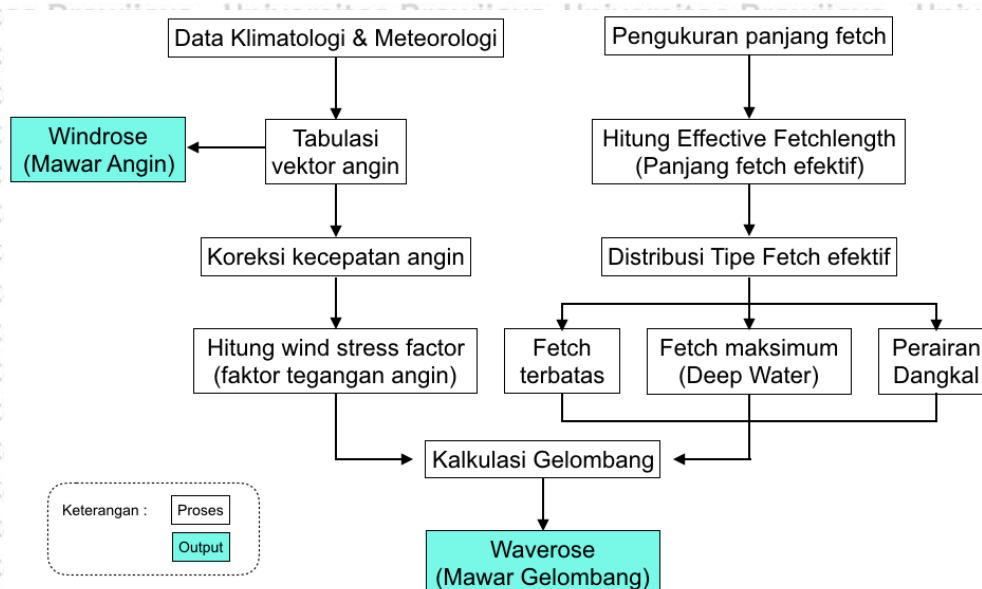 Data Klimatologi & Meteorologi
Pengukuran panjang fetch
Windrose
(Mawar Angin)
Tabulasi
vektor angin
Hitung Effective Fetchlength
(Panjang fetch efektif)
Koreksi kecepatan angin
Distribusi Tipe Fetch efektif
Hitung wind stress factor
(faktor tegangan angin)
Fetch
terbatas
Fetch maksimum
(Deep Water)
Perairan
Dangkal
Kalkulasi Gelombang
Keterangan :
Proses
Output
Waverose
(Mawar Gelombang)